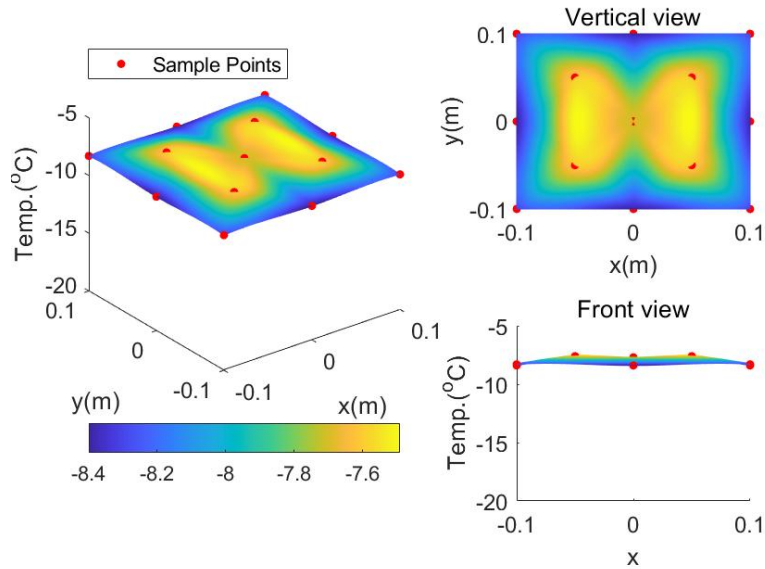 Sample Points
-5
-10
-15
-20
Temp.(°C)
0.1
0
-0.1
y(m)
-0.1
0
0.1
x(m)
-8.4
-8.2
-8
-7.8
-7.6
Vertical view
0.1
0
-0.1
y(m)
-0.1
0
0.1
x(m)
Front view
-5
-10
-15
-20
Temp.(°C)
-0.1
0
0.1
x